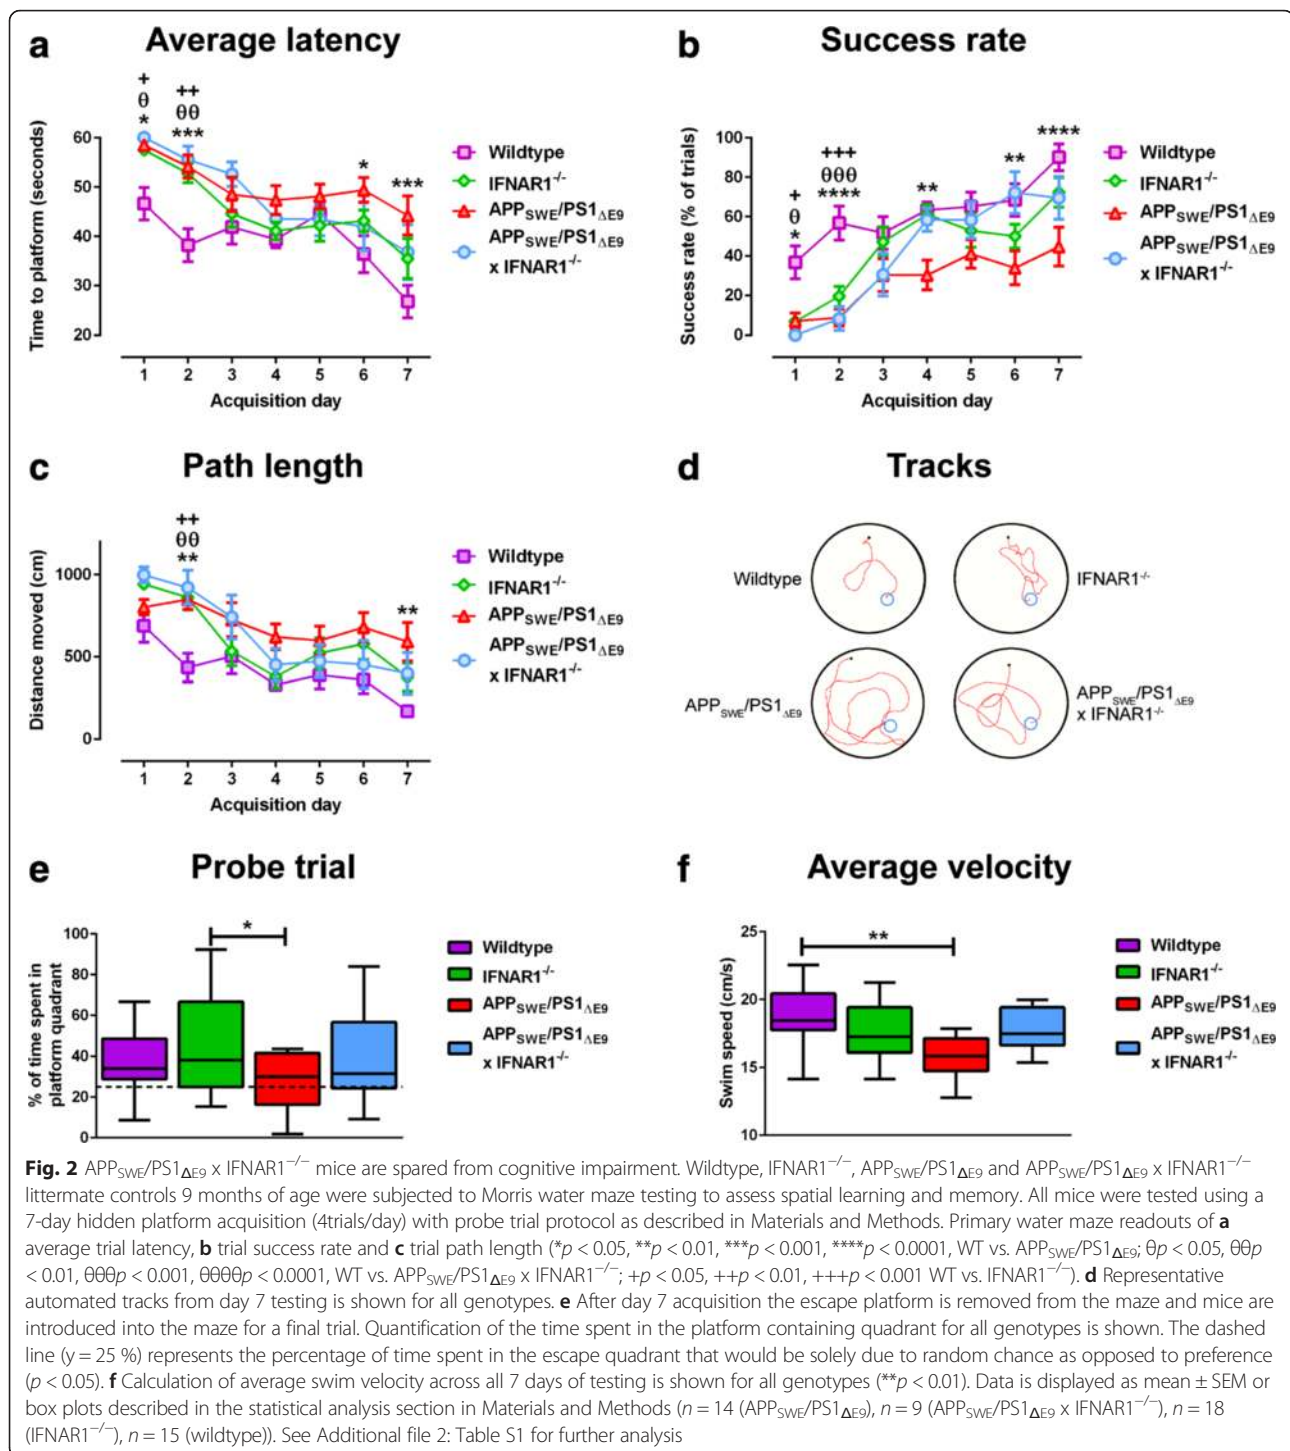 a Average latency
+
θ
*
++
θθ
***
*
***
Time to platform (seconds)
60
50
40
30
20
1 2 3 4 5 6 7
Acquisition day
Wildtype
IFNAR1-/-
APPSWE/PS1ΔE9
APPSWE/PS1ΔE9
x IFNAR1-/-
b Success rate
+
θ
*
+++
θθθ
****
**
**
****
Success rate (% of trials)
100
80
60
40
20
0
1 2 3 4 5 6 7
Acquisition day
Wildtype
IFNAR1-/-
APPSWE/PS1ΔE9
APPSWE/PS1ΔE9
x IFNAR1-/-
c Path length
++
θθ
**
**
Distance moved (cm)
1000
500
0
1 2 3 4 5 6 7
Acquisition day
Wildtype
IFNAR1-/-
APPSWE/PS1ΔE9
APPSWE/PS1ΔE9
x IFNAR1-/-
d Tracks
Wildtype
IFNAR1-/-
APPSWE/PS1ΔE9
APPSWE/PS1ΔE9
x IFNAR1-/-
e Probe trial
*
% of time spent in
platform quadrant
100
80
60
40
20
0
Wildtype
IFNAR1-/-
APPSWE/PS1ΔE9
APPSWE/PS1ΔE9
x IFNAR1-/-
f Average velocity
**
Swim speed (cm/s)
25
20
15
10
Wildtype
IFNAR1-/-
APPSWE/PS1ΔE9
APPSWE/PS1ΔE9
x IFNAR1-/-
Fig. 2 APPSWE/PS1ΔE9 x IFNAR1−/− mice are spared from cognitive impairment. Wildtype, IFNAR1−/−, APPSWE/PS1ΔE9 and APPSWE/PS1ΔE9 x IFNAR1−/−
littermate controls 9 months of age were subjected to Morris water maze testing to assess spatial learning and memory. All mice were tested using a
7-day hidden platform acquisition (4trials/day) with probe trial protocol as described in Materials and Methods. Primary water maze readouts of a
average trial latency, b trial success rate and c trial path length (*p < 0.05, **p < 0.01, ***p < 0.001, ****p < 0.0001, WT vs. APPSWE/PS1ΔE9; θp < 0.05, θθp
< 0.01, θθθp < 0.001, θθθθp < 0.0001, WT vs. APPSWE/PS1ΔE9 x IFNAR1−/−; +p < 0.05, ++p < 0.01, +++p < 0.001 WT vs. IFNAR1−/−). d Representative
automated tracks from day 7 testing is shown for all genotypes. e After day 7 acquisition the escape platform is removed from the maze and mice are
introduced into the maze for a final trial. Quantification of the time spent in the platform containing quadrant for all genotypes is shown. The dashed
line (y = 25 %) represents the percentage of time spent in the escape quadrant that would be solely due to random chance as opposed to preference
(p < 0.05). f Calculation of average swim velocity across all 7 days of testing is shown for all genotypes (**p < 0.01). Data is displayed as mean ± SEM or
box plots described in the statistical analysis section in Materials and Methods (n = 14 (APPSWE/PS1ΔE9), n = 9 (APPSWE/PS1ΔE9 x IFNAR1−/−), n = 18
(IFNAR1−/−), n = 15 (wildtype)). See Additional file 2: Table S1 for further analysis